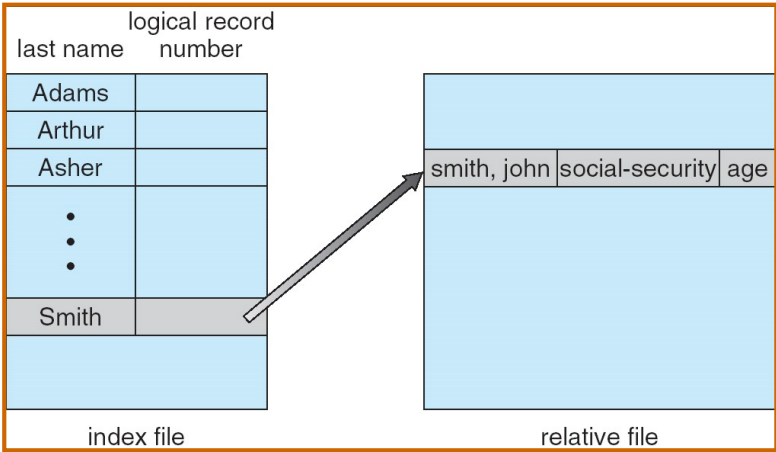 last name
logical record
number
Adams
Arthur
Asher
Smith
smith, john
social-security
age
index file
relative file